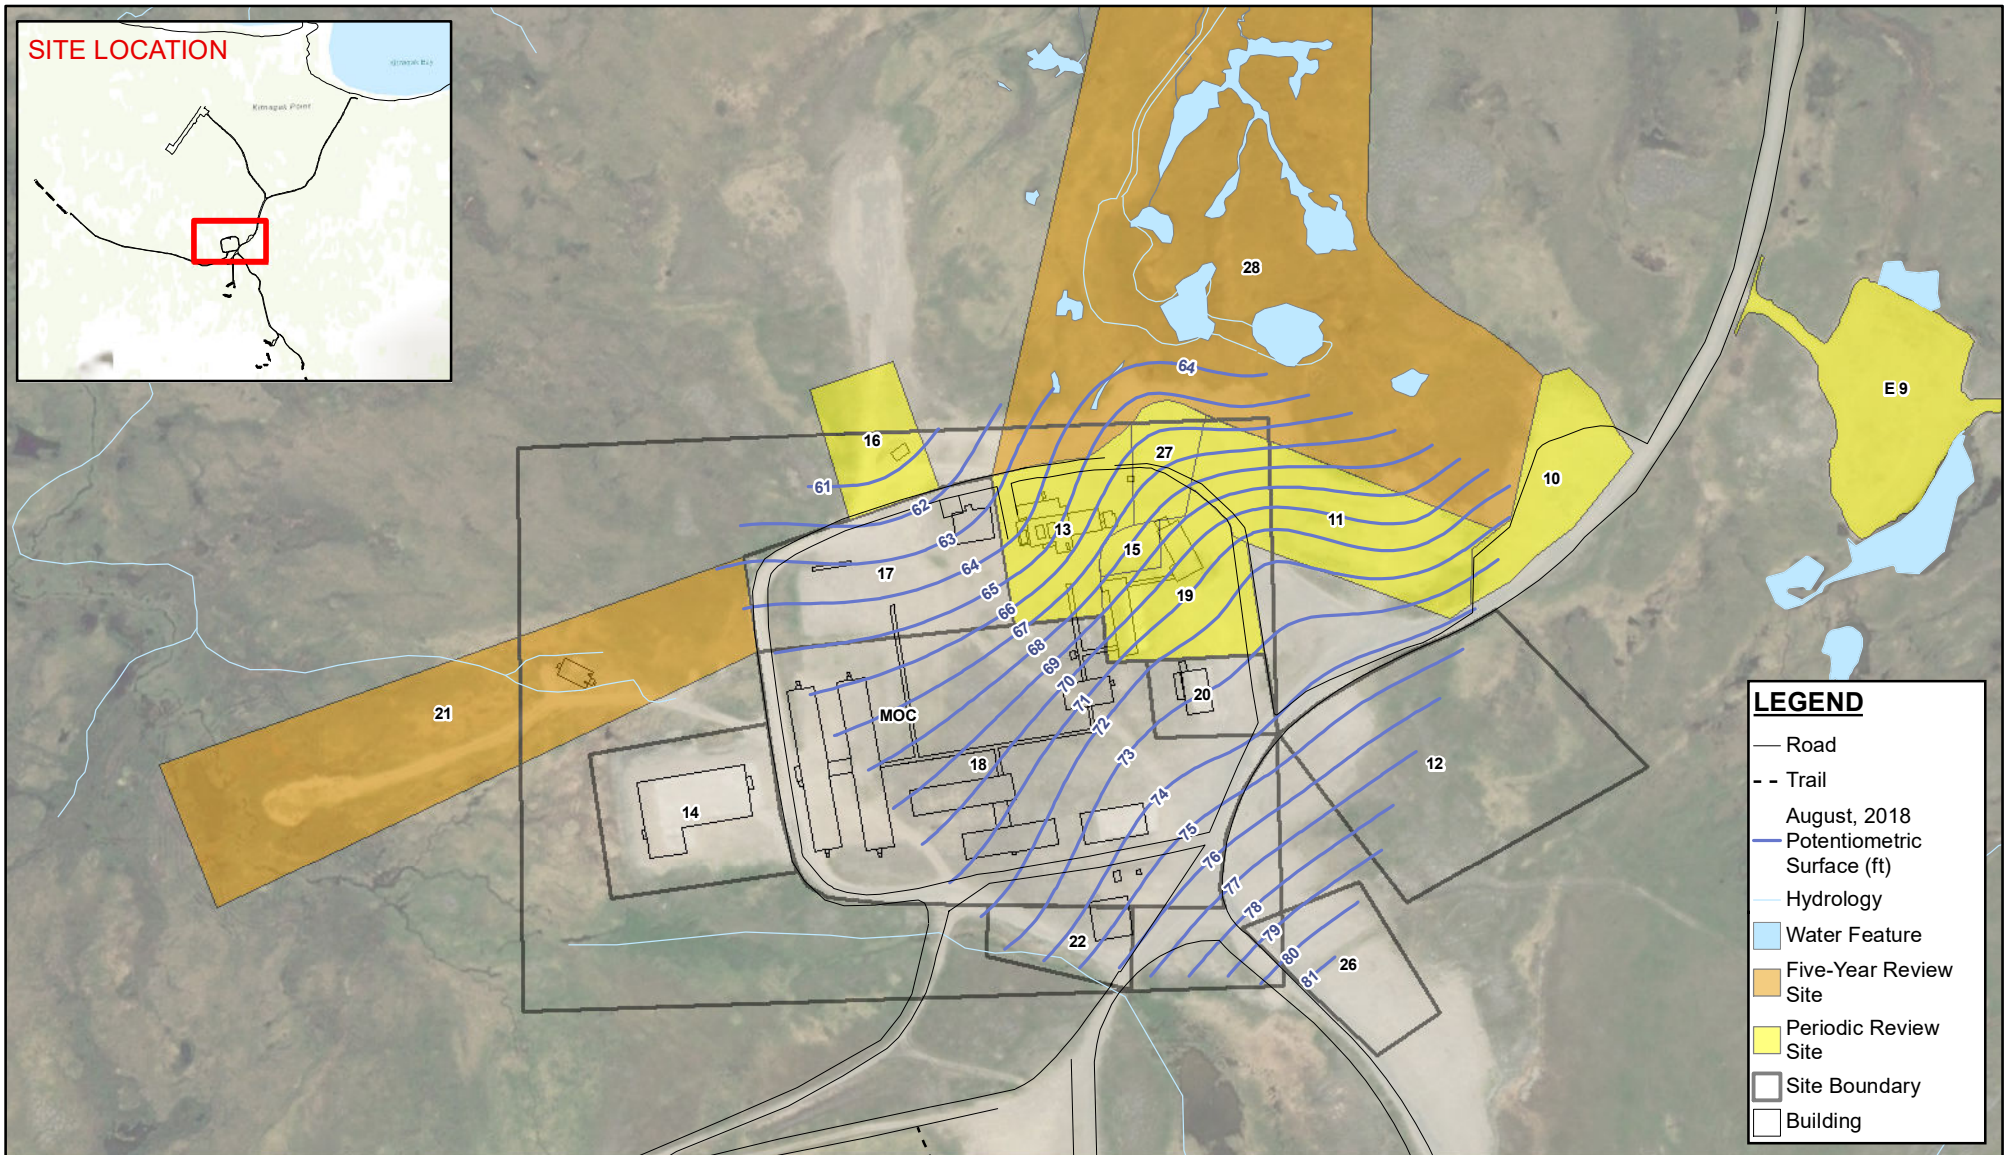 SITE LOCATION
Kitnagak Bay
Kitnagak Point
64
28
E 9
16
27
10
61
62
13
11
63
15
17
64
65
19
66
67
68
69
21
70
20
71
MOC
72
73
18
12
74
14
75
76
77
78
79
22
80
26
81
LEGEND
Road
Trail
August, 2018
Potentiometric
Surface (ft)
Hydrology
Water Feature
Five-Year Review
Site
Periodic Review
Site
Site Boundary
Building